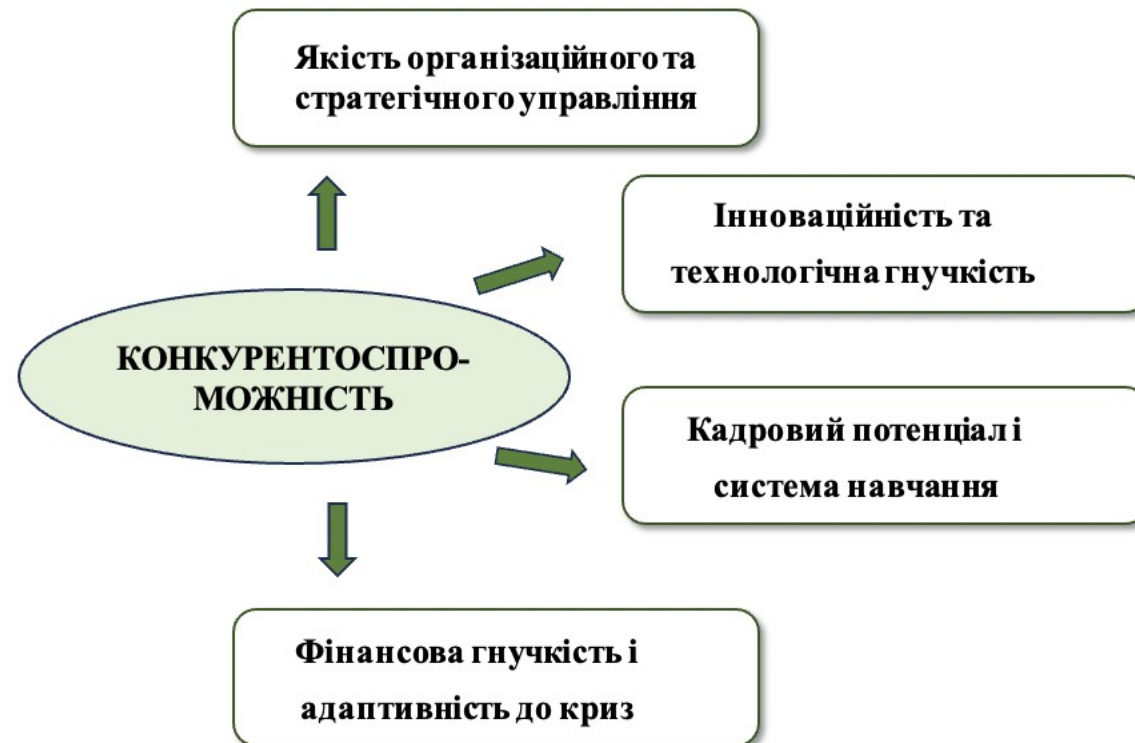 Якість організаційного та
стратегічного управління
Інноваційність та
технологічна гнучкість
КОНКУРЕНТОСПРО-
МОЖНІСТЬ
Кадровий потенціал і
система навчання
Фінансова гнучкість і
адаптивність до криз